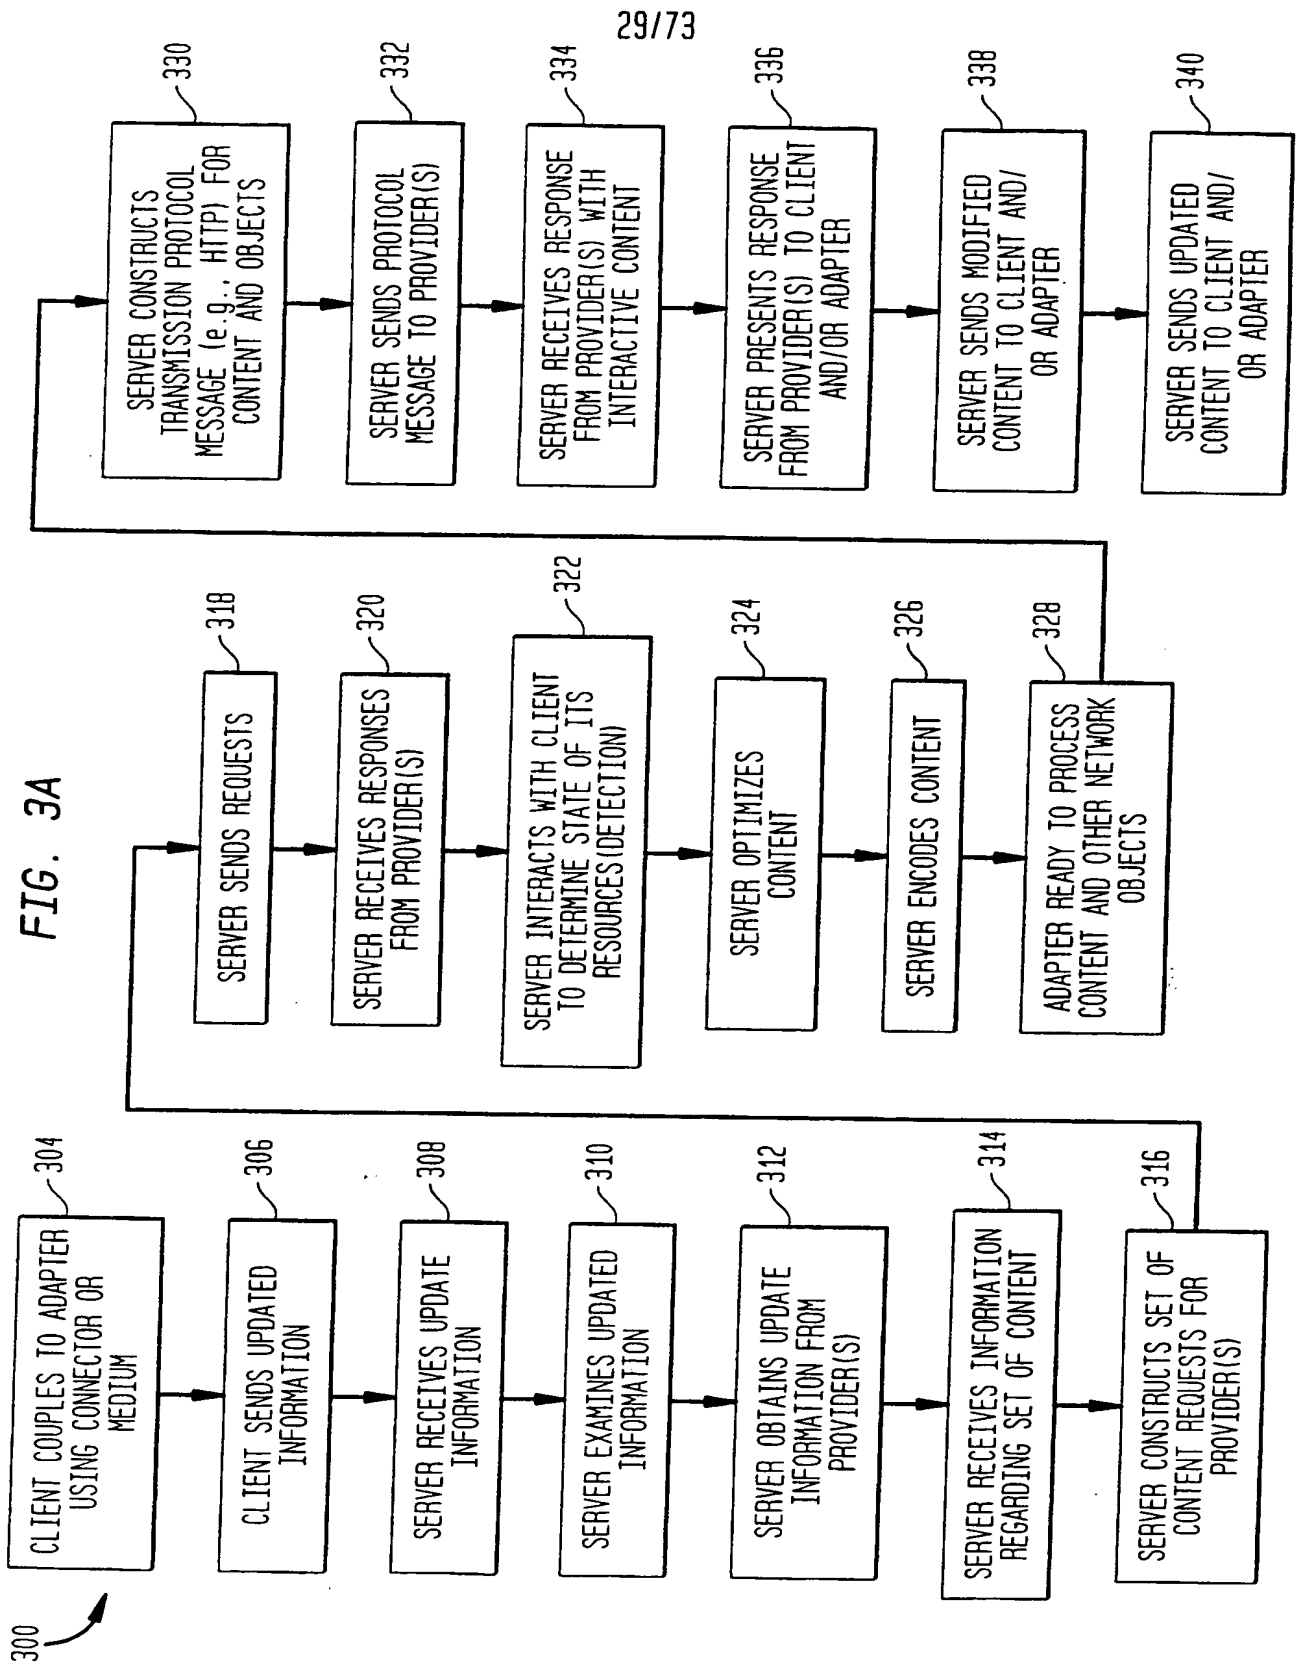 29/73
FIG. 3A
300
CLIENT COUPLES TO ADAPTER
USING CONNECTOR OR
MEDIUM
304
CLIENT SENDS UPDATED
INFORMATION
306
SERVER RECEIVES UPDATE
INFORMATION
308
SERVER EXAMINES UPDATED
INFORMATION
310
SERVER OBTAINS UPDATE
INFORMATION FROM
PROVIDER(S)
312
SERVER RECEIVES INFORMATION
REGARDING SET OF CONTENT
314
SERVER CONSTRUCTS SET OF
CONTENT REQUESTS FOR
PROVIDER(S)
316
SERVER SENDS REQUESTS
318
SERVER RECEIVES RESPONSES
FROM PROVIDER(S)
320
SERVER INTERACTS WITH CLIENT
TO DETERMINE STATE OF ITS
RESOURCES(DETECTION)
322
SERVER OPTIMIZES
CONTENT
324
SERVER ENCODES CONTENT
326
ADAPTER READY TO PROCESS
CONTENT AND OTHER NETWORK
OBJECTS
328
SERVER CONSTRUCTS
TRANSMISSION PROTOCOL
MESSAGE (e.g., HTTP) FOR
CONTENT AND OBJECTS
330
SERVER SENDS PROTOCOL
MESSAGE TO PROVIDER(S)
332
SERVER RECEIVES RESPONSE
FROM PROVIDER(S) WITH
INTERACTIVE CONTENT
334
SERVER PRESENTS RESPONSE
FROM PROVIDER(S) TO CLIENT
AND/OR ADAPTER
336
SERVER SENDS MODIFIED
CONTENT TO CLIENT AND/
OR ADAPTER
338
SERVER SENDS UPDATED
CONTENT TO CLIENT AND/
OR ADAPTER
340